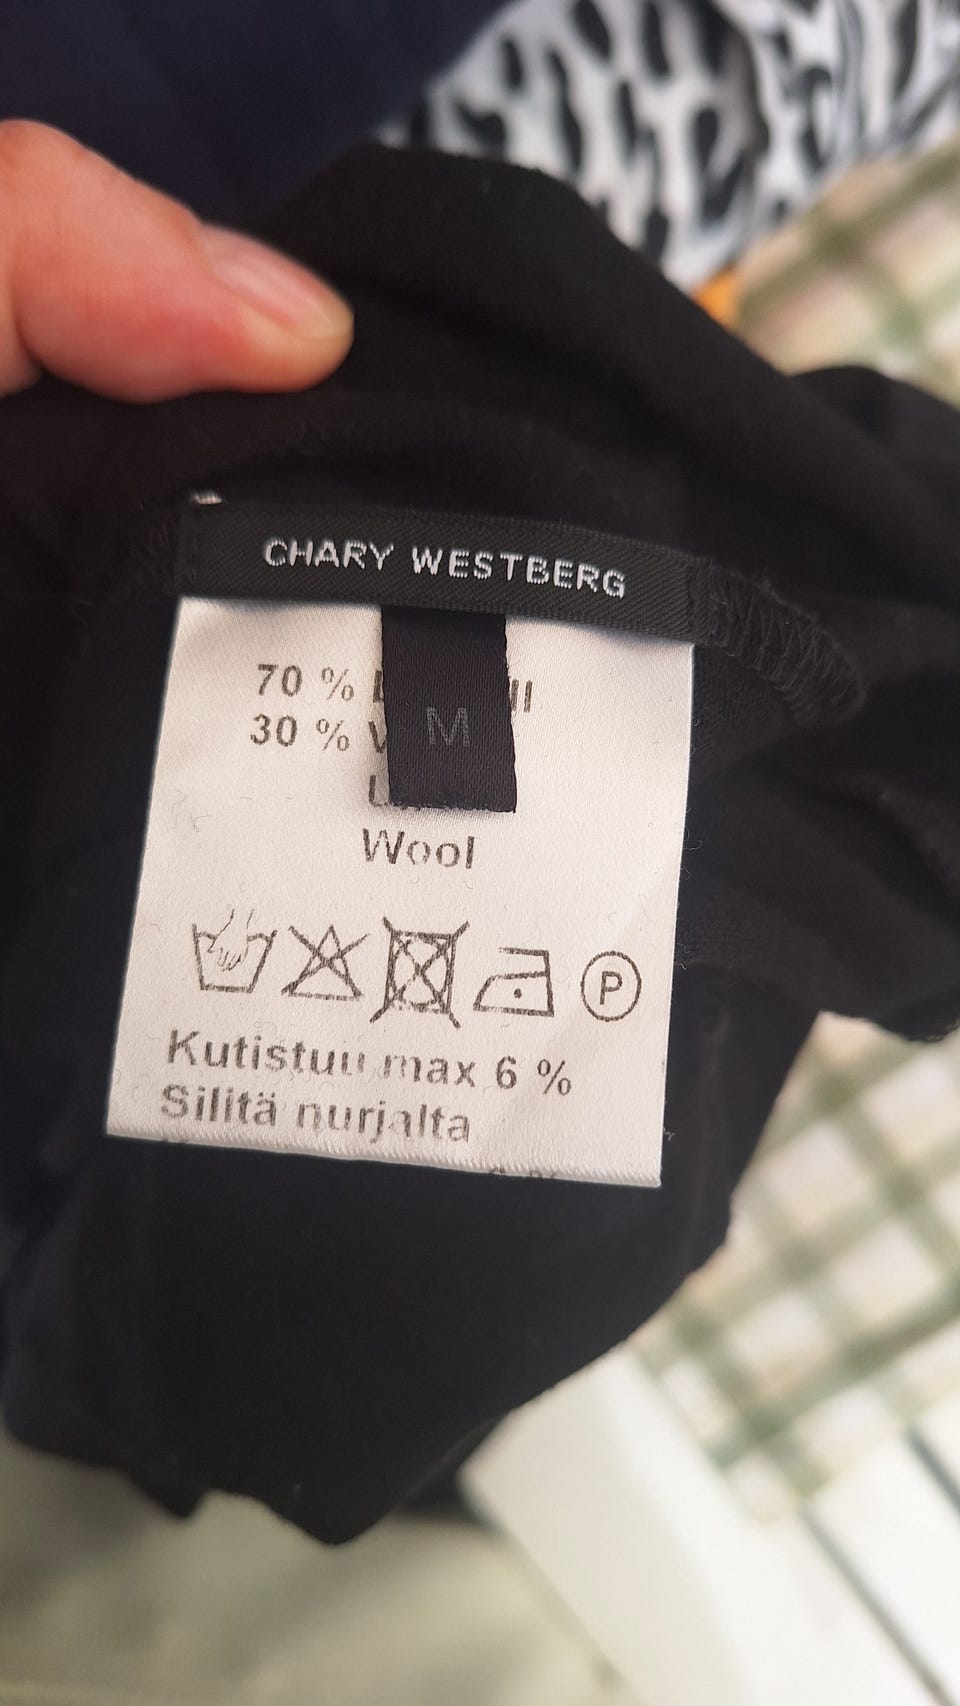 CHARY WESTBERG
M
70 %
30 %
Wool
P
Kutistuu max 6 %
Silitä nurjalta